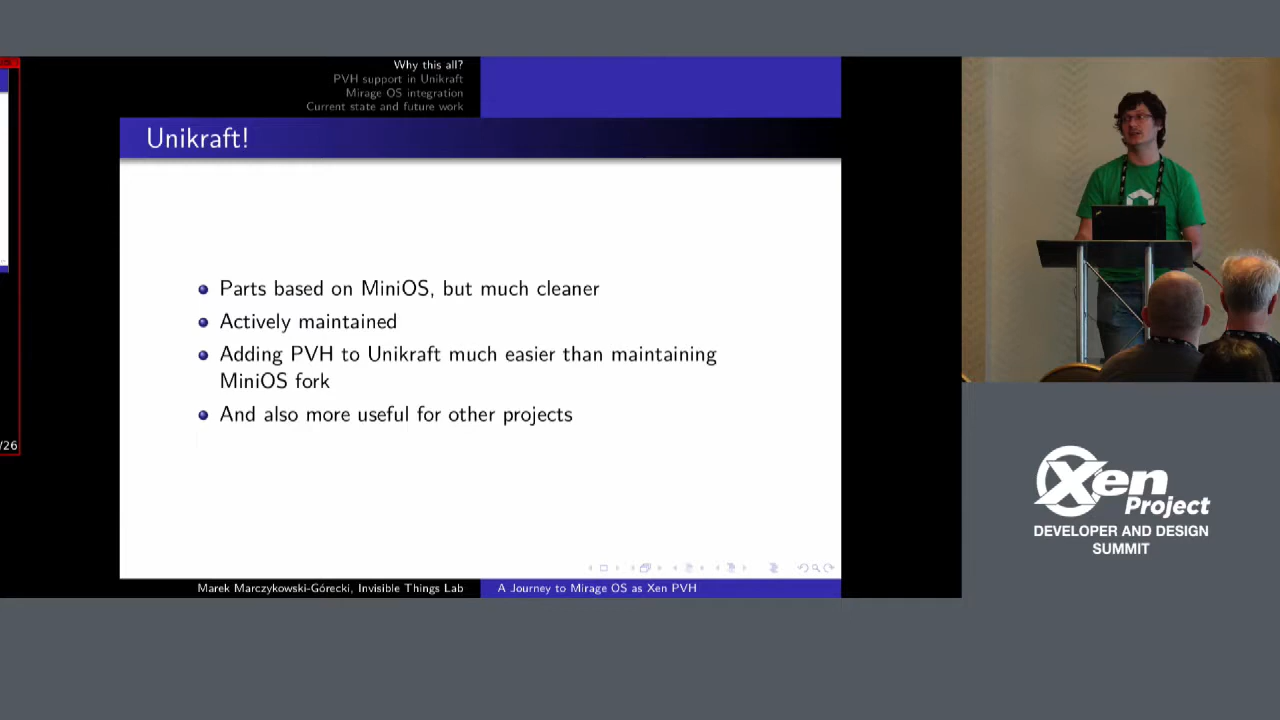 Why this all?
PVH support in Unikraft
Mirage OS integration
Current state and future work
Unikraft!
Parts based on MiniOS, but much cleaner
Actively maintained
Adding PVH to Unikraft much easier than maintaining
MiniOS fork
And also more useful for other projects
/26
Marek Marczykowski-Górecki, Invisible Things Lab
A Journey to Mirage OS as Xen PVH
Xen
Project
DEVELOPER AND DESIGN
SUMMIT